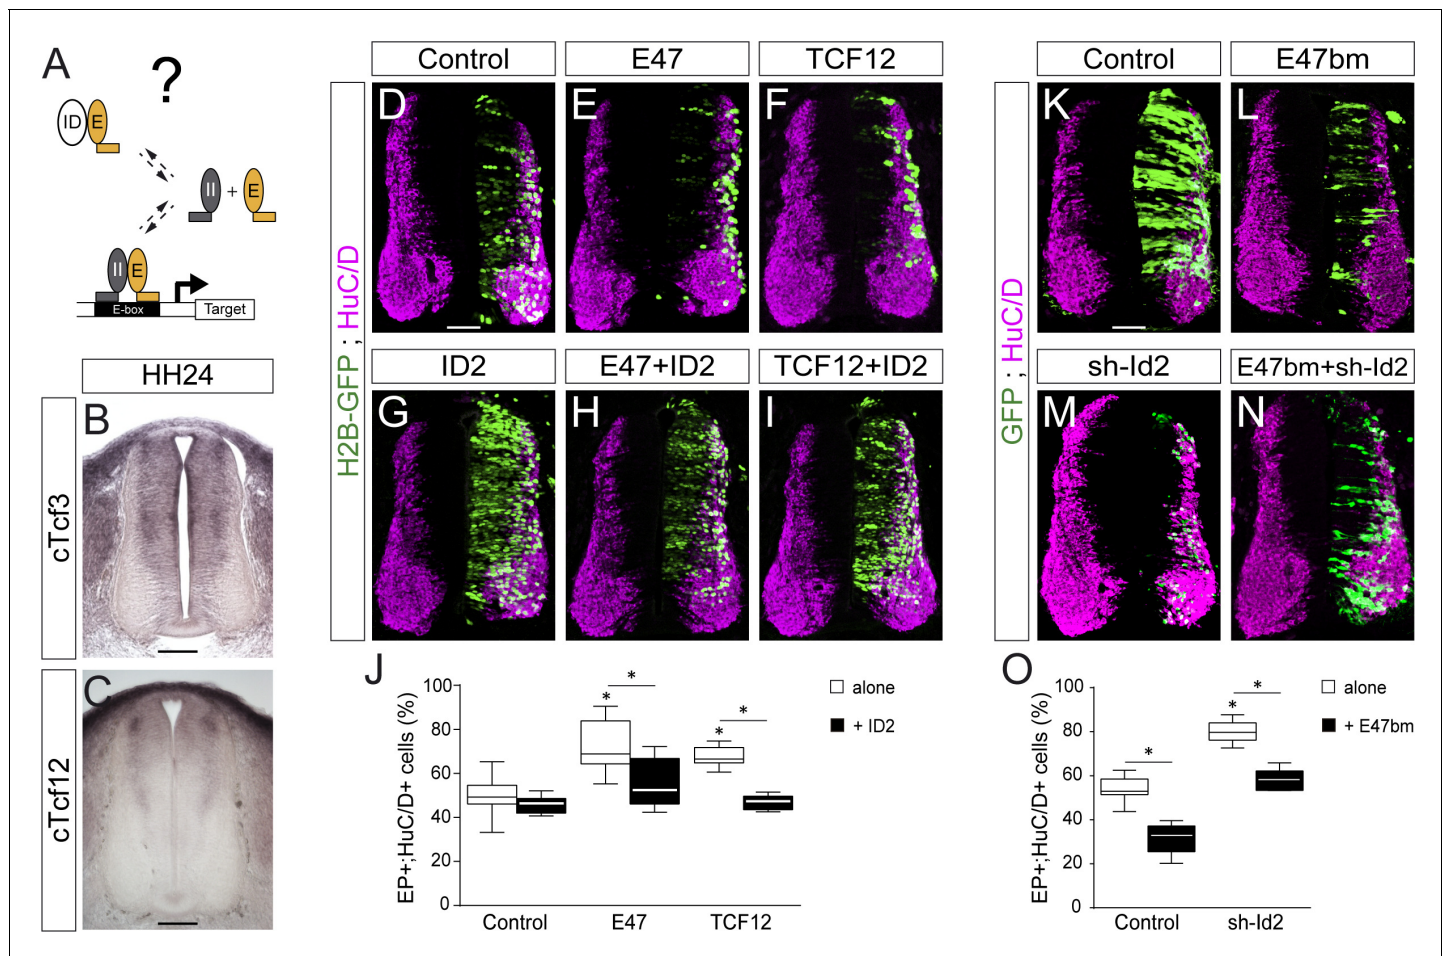 A
?
ID E
II + E
II E
E-box Target
HH24
cTcf3
B
cTcf12
C
H2B-GFP ; HuC/D
Control E47 TCF12
D E F
ID2 E47+ID2 TCF12+ID2
G H I
GFP ; HuC/D
Control E47bm
K L
sh-Id2 E47bm+sh-Id2
M N
J
EP+;HuC/D+ cells (%)
100
80
60
40
20
0
* * * *
Control E47 TCF12
alone
+ ID2
O
EP+;HuC/D+ cells (%)
100
80
60
40
20
0
* * *
Control sh-Id2
alone
+ E47bm